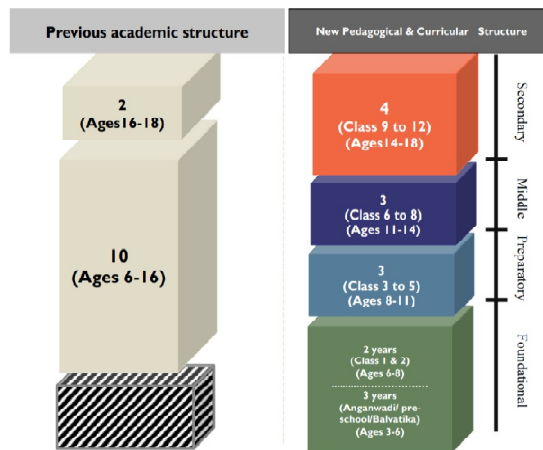 Previous academic structure
New Pedagogical & Curricular Structure
2
(Ages16-18)
10
(Ages 6-16)
4
(Class 9 to 12)
(Ages14-18)
3
(Class 6 to 8)
(Ages 11-14)
3
(Class 3 to 5)
(Ages 8-11)
2 years
(Class 1 & 2)
(Ages 6-8)
3 years
(Anganwadi/ pre-
school/Balvatika)
(Ages 3-6)
Secondary
Middle
Preparatory
Foundational